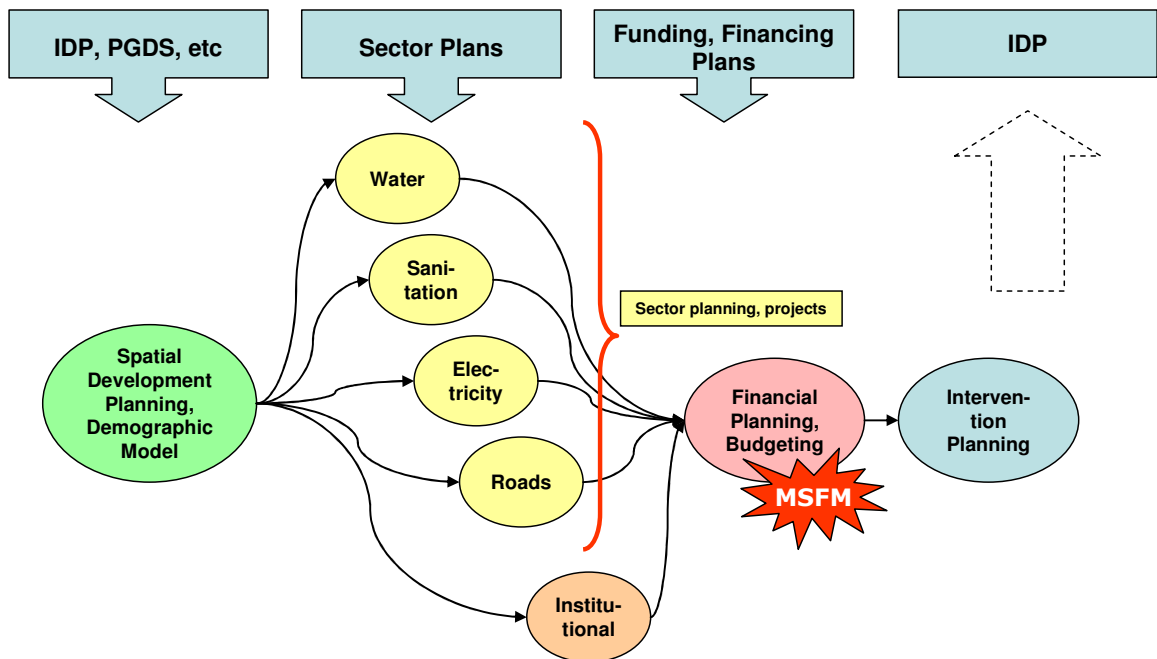 IDP, PGDS, etc
Sector Plans
Funding, Financing
Plans
IDP
Water
Sani-
tation
Sector planning, projects
Spatial
Development
Planning,
Demographic
Model
Elec-
tricity
Financial
Planning,
Budgeting
Interven-
tion
Planning
Roads
MSFM
Institu-
tional